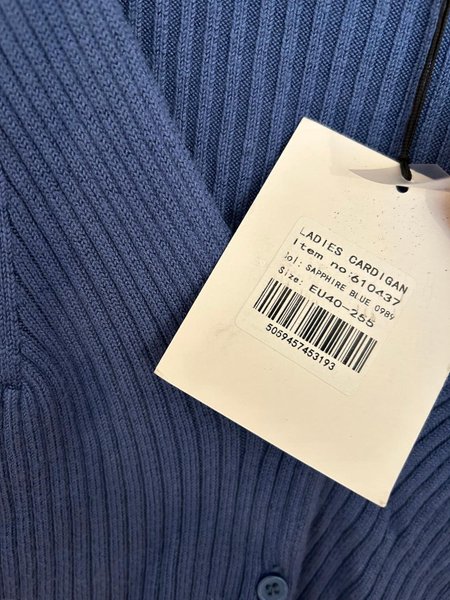 LADIES CARDIGAN
Item no: 610437
Col: SAPPHIRE BLUE 0989
Size: EU40-255
5059457453193